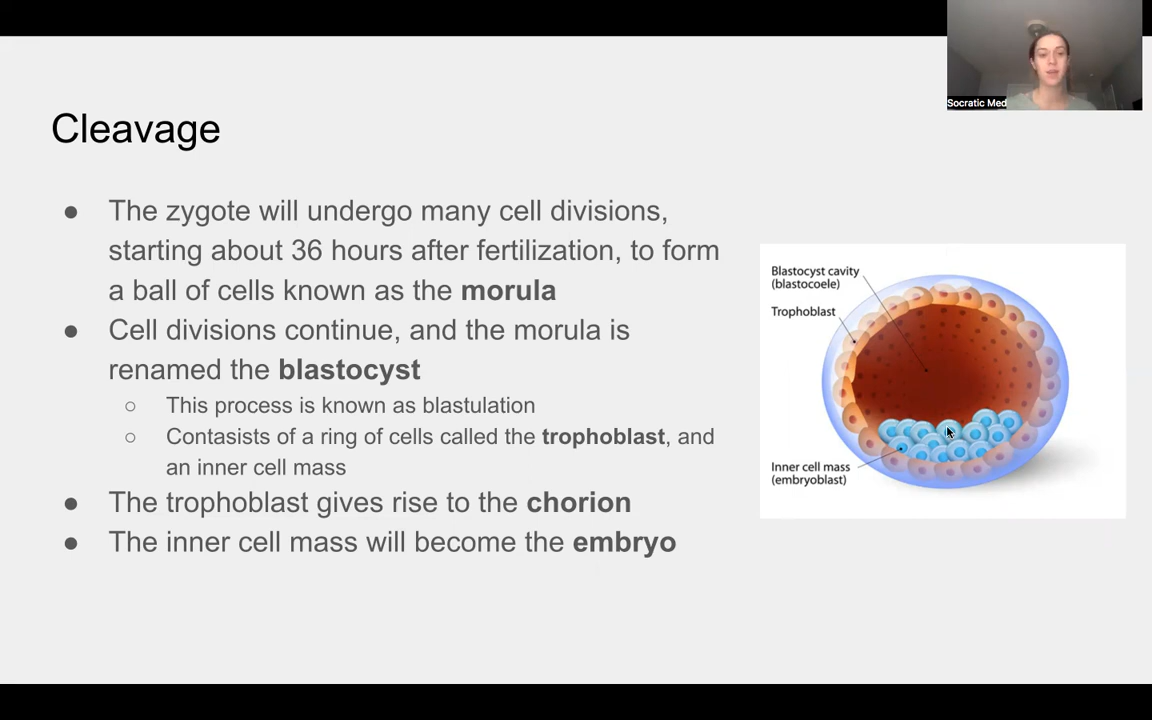 Socratic Med
Cleavage
● The zygote will undergo many cell divisions,
starting about 36 hours after fertilization, to form
a ball of cells known as the morula
● Cell divisions continue, and the morula is
renamed the blastocyst
○ This process is known as blastulation
○ Contasists of a ring of cells called the trophoblast, and
an inner cell mass
● The trophoblast gives rise to the chorion
● The inner cell mass will become the embryo
Blastocyst cavity
(blastocoele)
Trophoblast
Inner cell mass
(embryoblast)